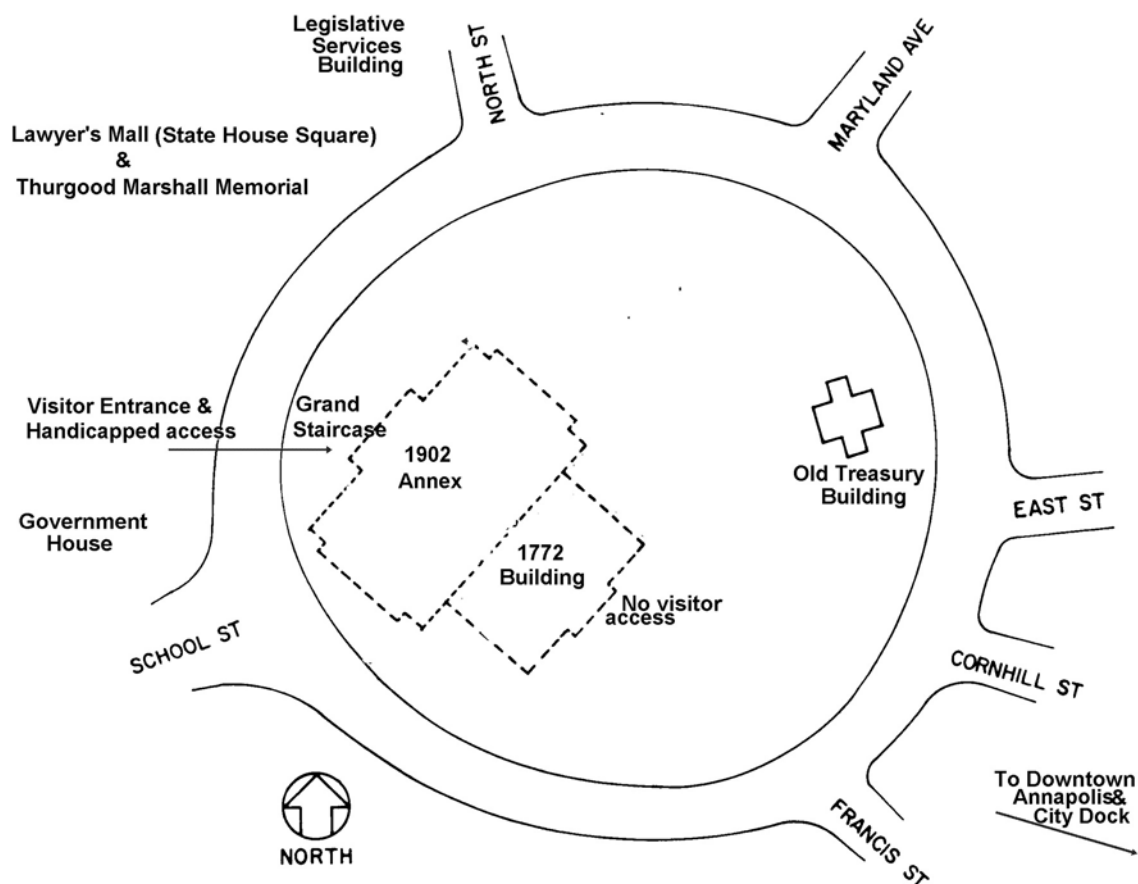 Legislative
Services
Building
NORTH ST
MARYLAND AVE
Lawyer's Mall (State House Square)
&
Thurgood Marshall Memorial
Visitor Entrance &
Handicapped access
Grand
Staircase
1902
Annex
Old Treasury
Building
EAST ST
Government
House
1772
Building
No visitor
access
SCHOOL ST
CORNHILL ST
To Downtown
Annapolis&
City Dock
FRANCIS ST
NORTH